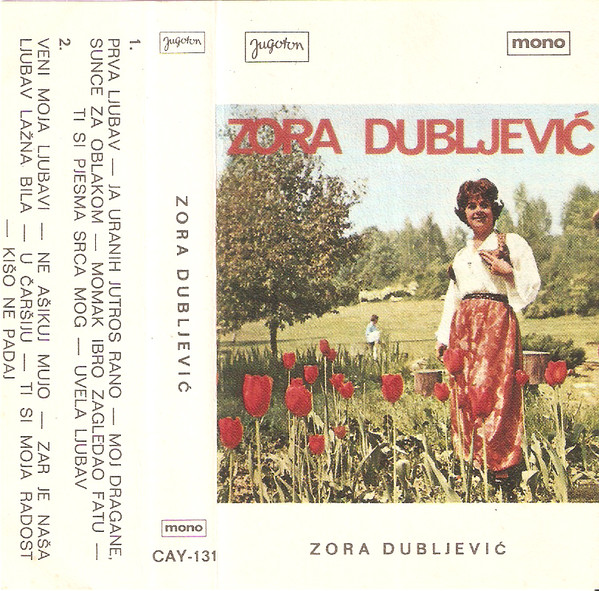 1.
PRVA LJUBAV — JA URANIH JUTROS RANO — MOJ DRAGANE,
SUNCE ZA OBLAKOM — MOMAK IBRO ZAGLEDAO FATU —
TI SI PJESMA SRCA MOG — UVELA LJUBAV
2.
VENI MOJA LJUBAVI — NE AŠIKUJ MUJO — ZAR JE NAŠA
LJUBAV LAŽNA BILA — U ČARŠIJU — TI SI MOJA RADOST
— KIŠO NE PADAJ
Jugoton
ZORA DUBLJEVIĆ
mono
CAY-131
Jugoton
mono
ZORA DUBLJEVIĆ
ZORA DUBLJEVIĆ